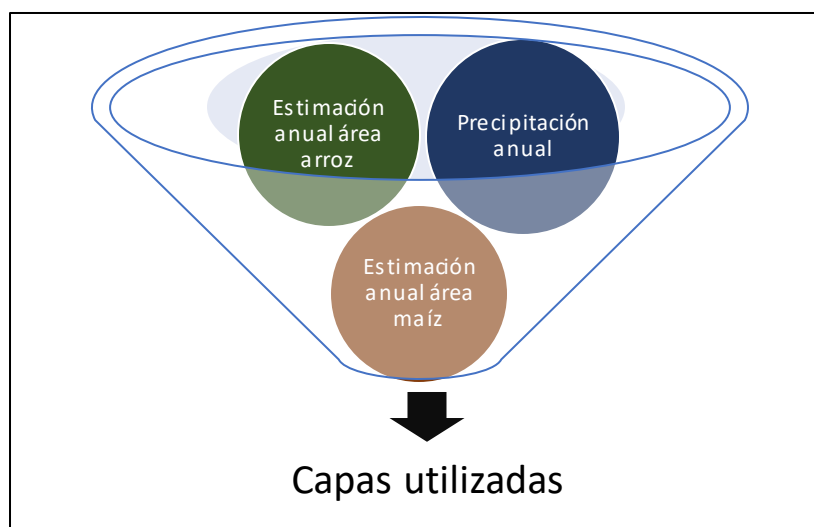 Estimación
anual área
arroz
Precipitación
anual
Estimación
anual área
maíz
Capas utilizadas